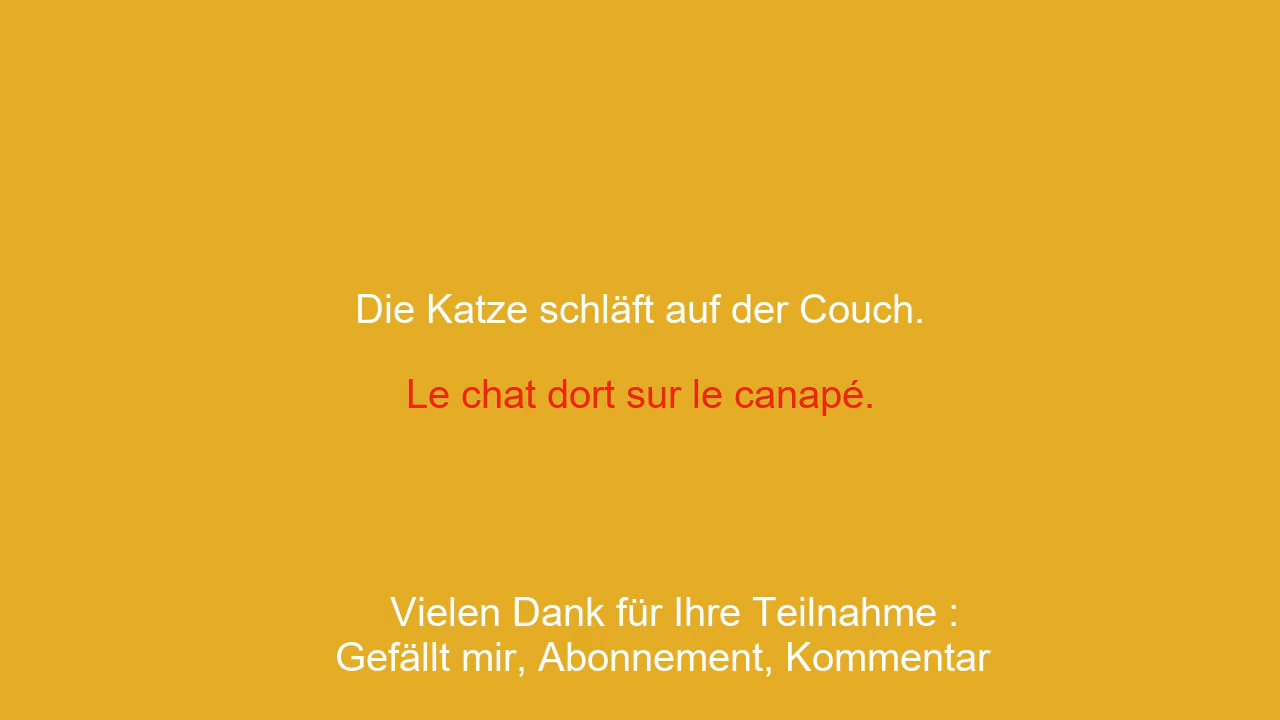 Die Katze schläft auf der Couch.
Le chat dort sur le canapé.
Vielen Dank für Ihre Teilnahme :
Gefällt mir, Abonnement, Kommentar